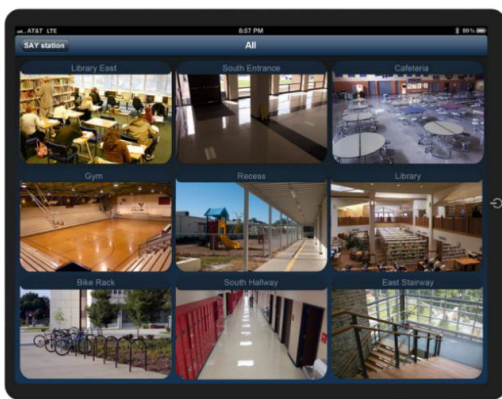 AT&T LTE 8:57 PM 99%
SAY station All
Library East South Entrance Cafeteria
Gym Recess Library
Bike Rack South Hallway East Stairway